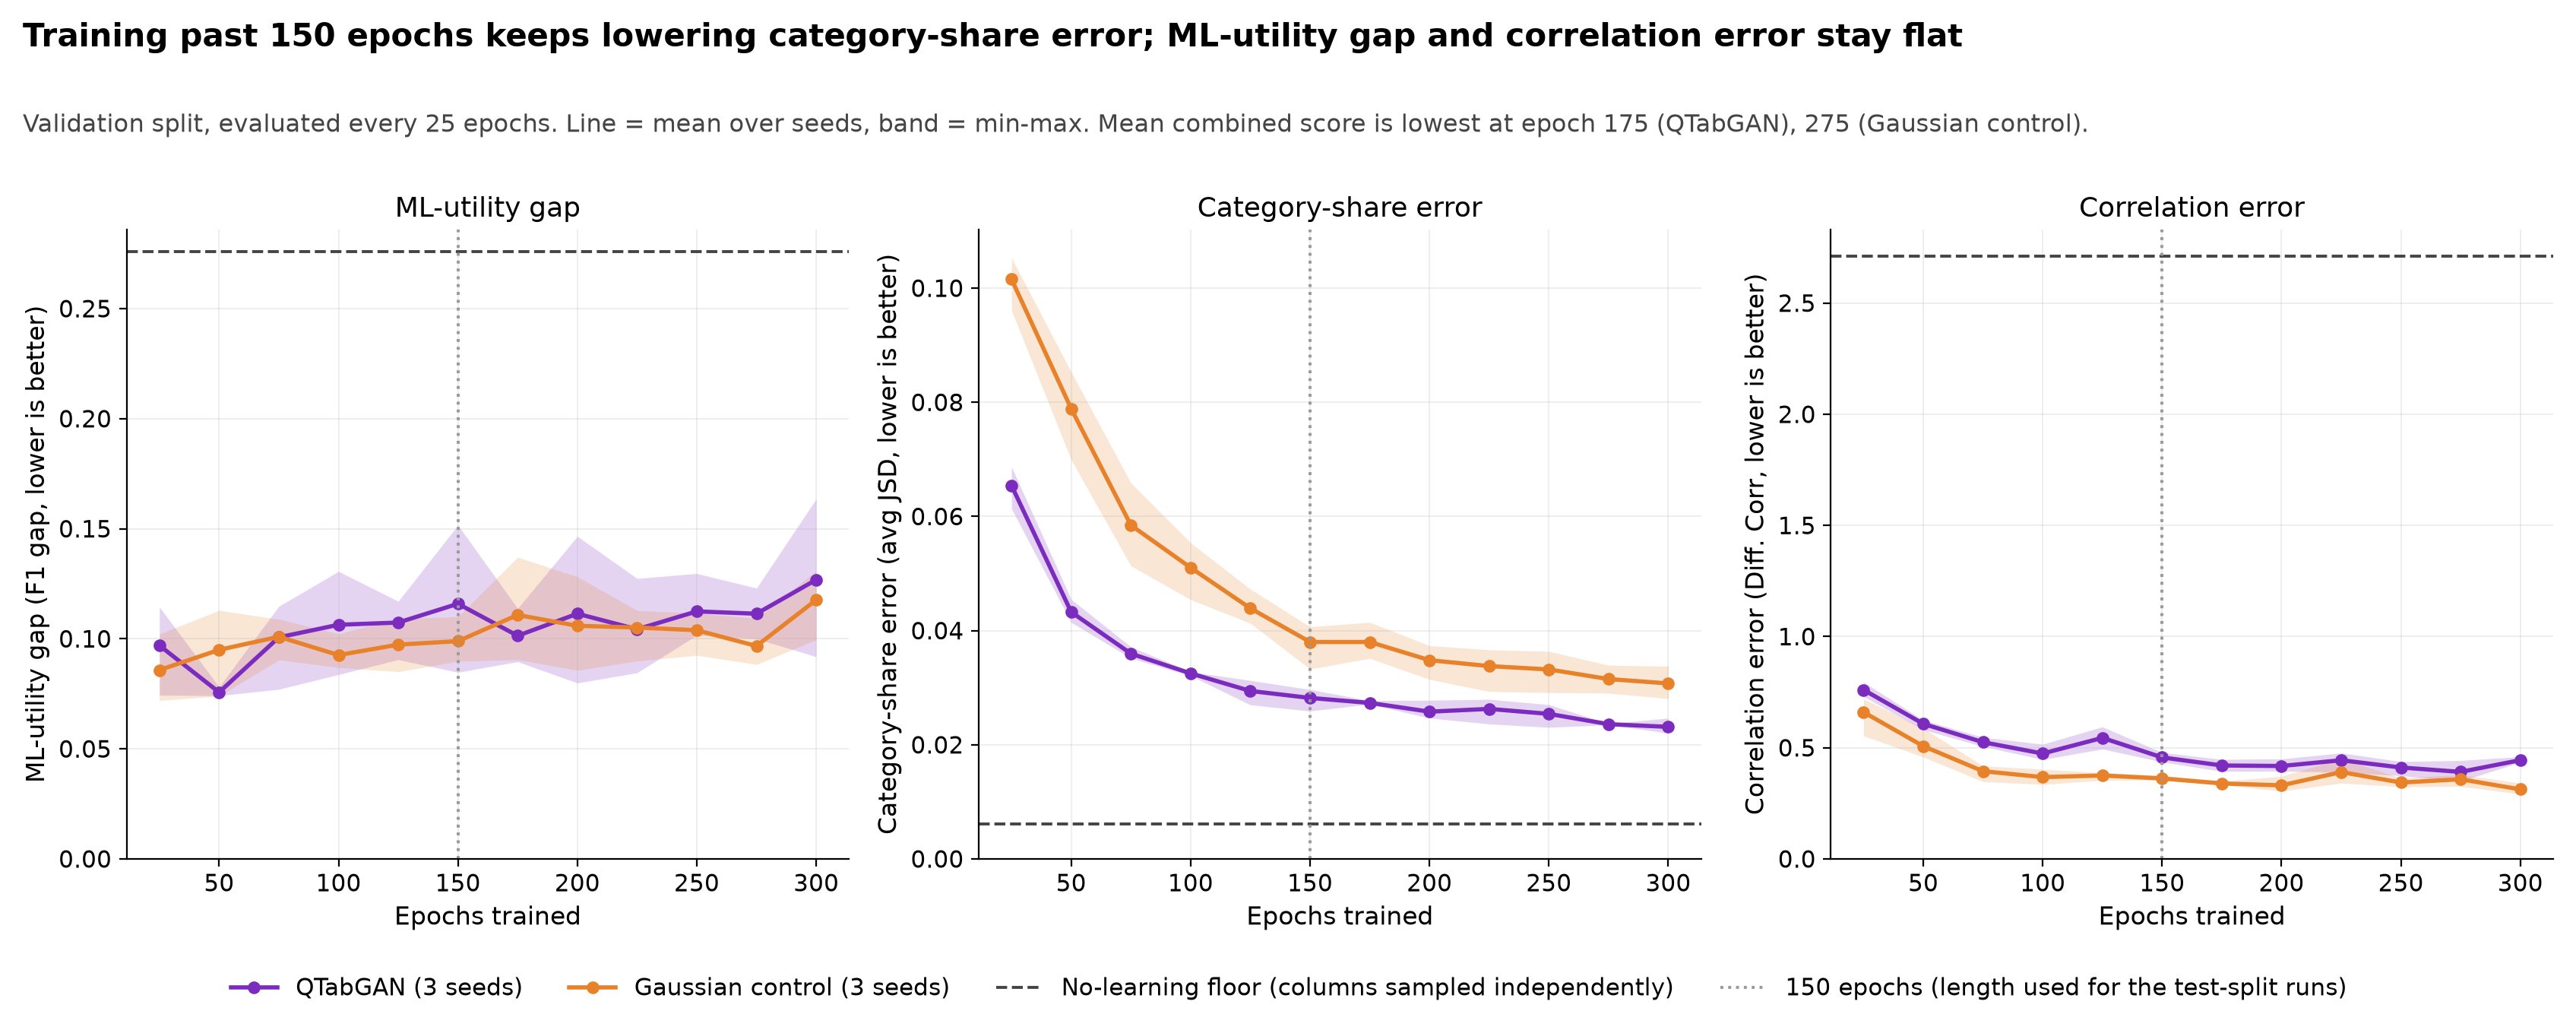 Training past 150 epochs keeps lowering category-share error; ML-utility gap and correlation error stay flat
Validation split, evaluated every 25 epochs. Line = mean over seeds, band = min-max. Mean combined score is lowest at epoch 175 (QTabGAN), 275 (Gaussian control).
ML-utility gap
ML-utility gap (F1 gap, lower is better)
0.25
0.20
0.15
0.10
0.05
0.00
50 100 150 200 250 300
Epochs trained
Category-share error
Category-share error (avg JSD, lower is better)
0.10
0.08
0.06
0.04
0.02
0.00
50 100 150 200 250 300
Epochs trained
Correlation error
Correlation error (Diff. Corr, lower is better)
2.5
2.0
1.5
1.0
0.5
0.0
50 100 150 200 250 300
Epochs trained
QTabGAN (3 seeds) Gaussian control (3 seeds) No-learning floor (columns sampled independently) 150 epochs (length used for the test-split runs)